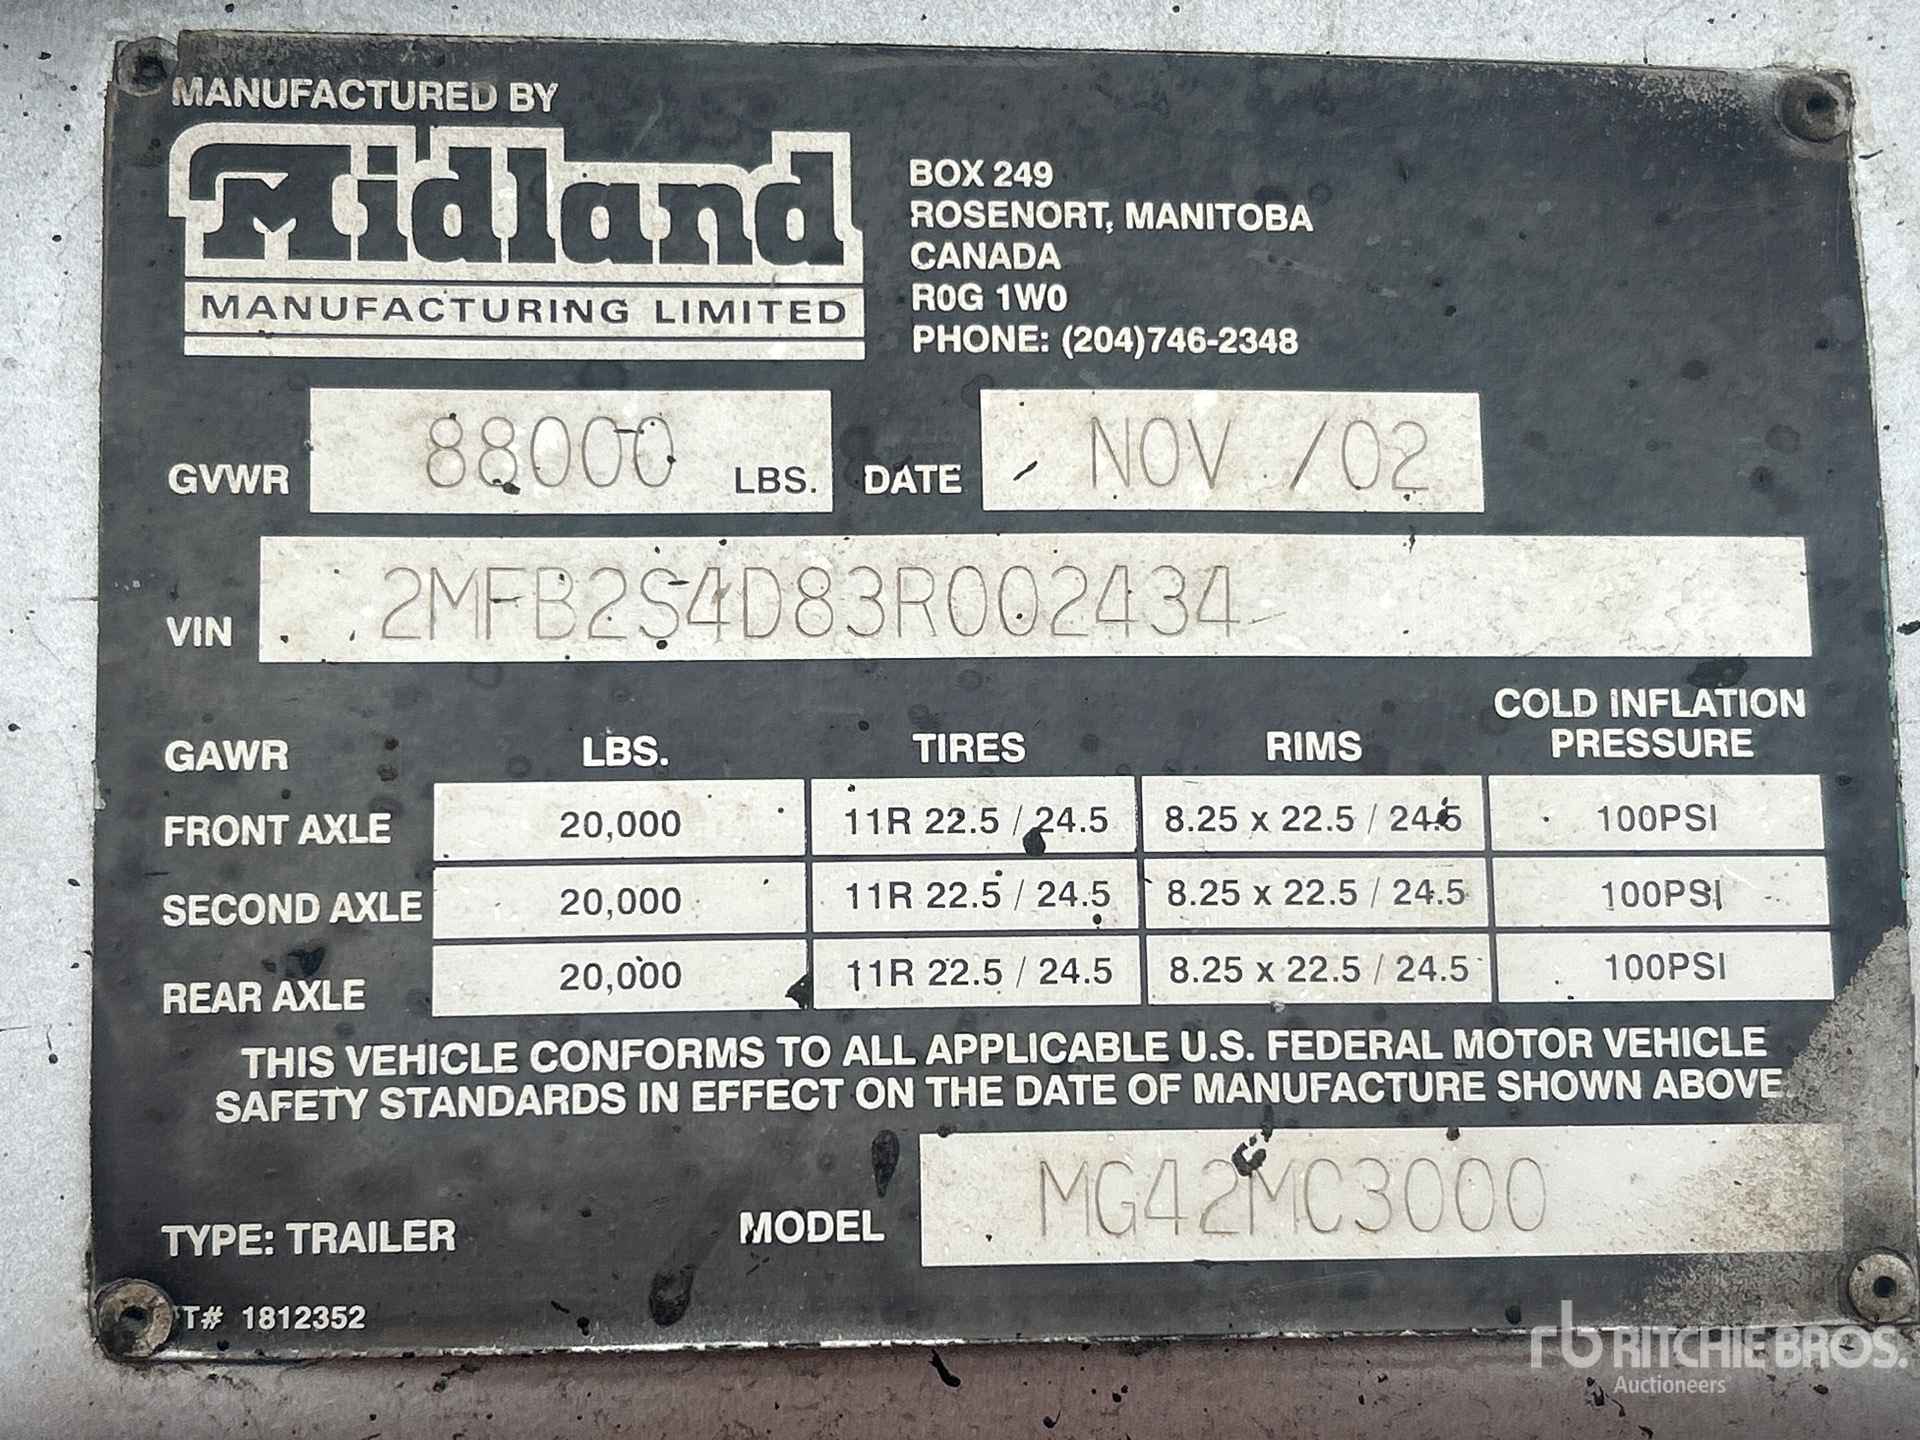 MANUFACTURED BY
Midland
MANUFACTURING LIMITED
BOX 249
ROSENORT, MANITOBA
CANADA
R0G 1W0
PHONE: (204)746-2348
GVWR 88000 LBS. DATE NOV /02
VIN 2MFB2S4D83R002434
GAWR LBS. TIRES RIMS COLD INFLATION PRESSURE
FRONT AXLE 20,000 11R 22.5 / 24.5 8.25 x 22.5 / 24.5 100PSI
SECOND AXLE 20,000 11R 22.5 / 24.5 8.25 x 22.5 / 24.5 100PSI
REAR AXLE 20,000 11R 22.5 / 24.5 8.25 x 22.5 / 24.5 100PSI
THIS VEHICLE CONFORMS TO ALL APPLICABLE U.S. FEDERAL MOTOR VEHICLE
SAFETY STANDARDS IN EFFECT ON THE DATE OF MANUFACTURE SHOWN ABOVE.
TYPE: TRAILER MODEL MG42MC3000
T# 1812352
rb RITCHIE BROS.
Auctioneers